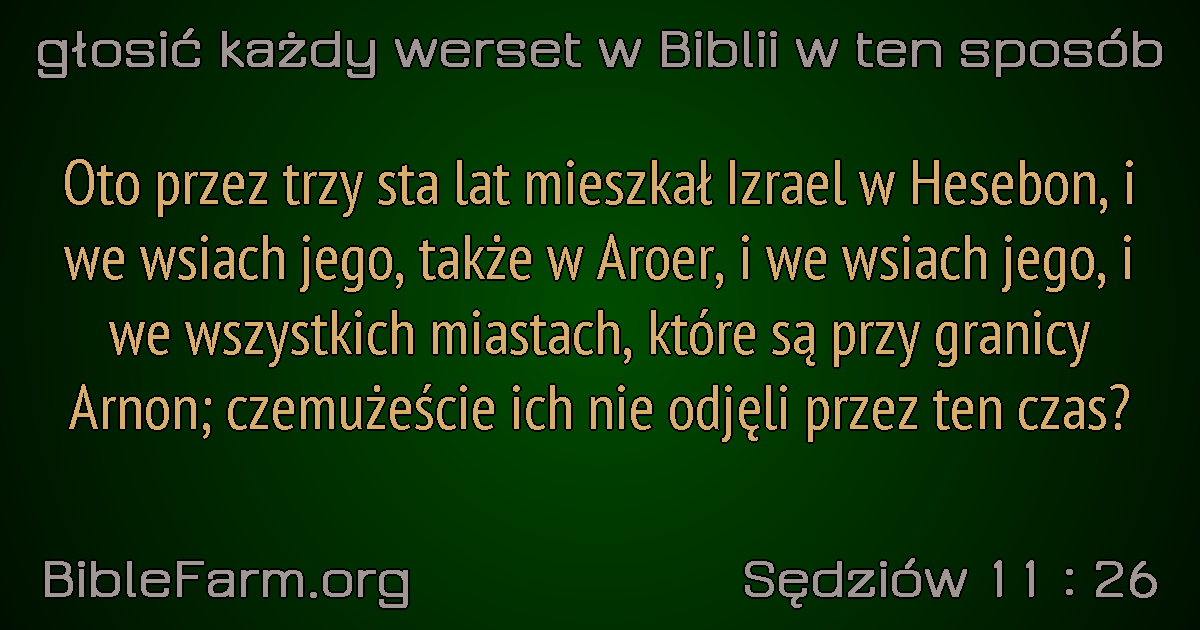 głosić każdy werset w Biblii w ten sposób
Oto przez trzy sta lat mieszkał Izrael w Hesebon, i
we wsiach jego, także w Aroer, i we wsiach jego, i
we wszystkich miastach, które są przy granicy
Arnon; czemużeście ich nie odjęli przez ten czas?
BibleFarm.org
Sędziów 11 : 26